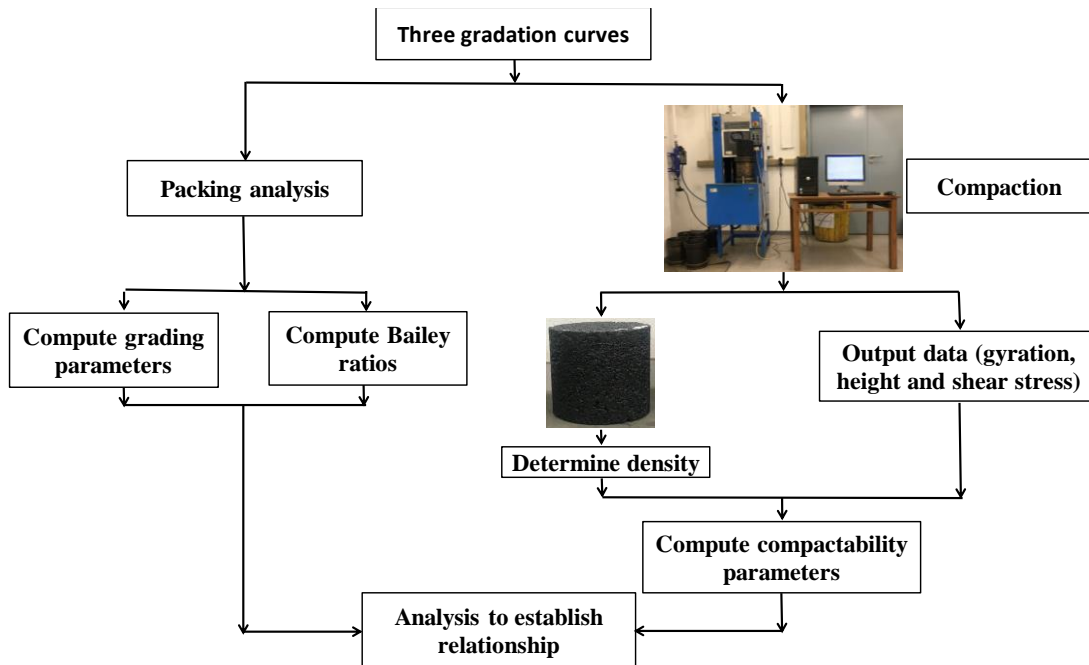 Three gradation curves
Packing analysis
Compaction
Compute grading
parameters
Compute Bailey
ratios
Output data (gyration,
height and shear stress)
Determine density
Compute compactability
parameters
Analysis to establish
relationship